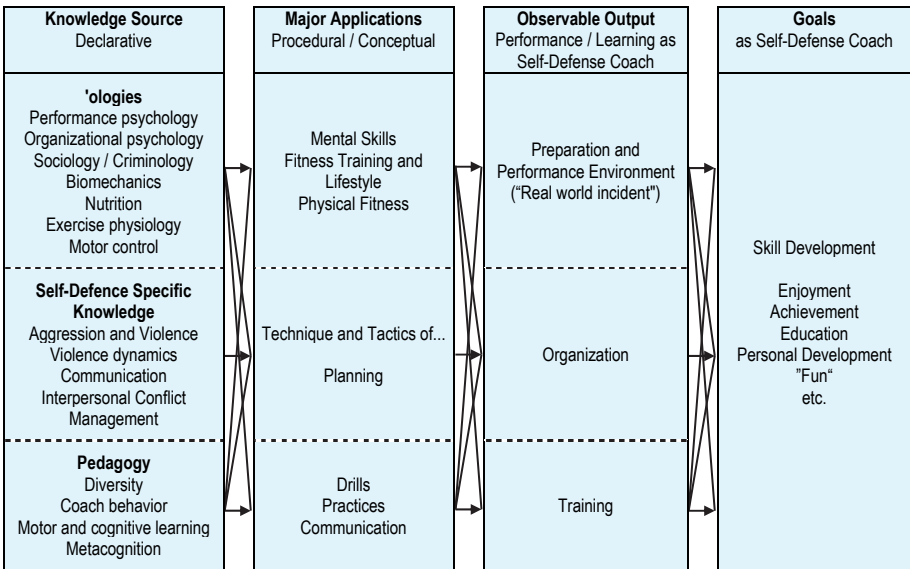 Knowledge Source
Declarative
'ologies
Performance psychology
Organizational psychology
Sociology / Criminology
Biomechanics
Nutrition
Exercise physiology
Motor control
Self-Defence Specific
Knowledge
Aggression and Violence
Violence dynamics
Communication
Interpersonal Conflict
Management
Pedagogy
Diversity
Coach behavior
Motor and cognitive learning
Metacognition
Major Applications
Procedural / Conceptual
Mental Skills
Fitness Training and
Lifestyle
Physical Fitness
Technique and Tactics of...
Planning
Drills
Practices
Communication
Observable Output
Performance / Learning as
Self-Defense Coach
Preparation and
Performance Environment
(“Real world incident")
Organization
Training
Goals
as Self-Defense Coach
Skill Development
Enjoyment
Achievement
Education
Personal Development
”Fun“
etc.